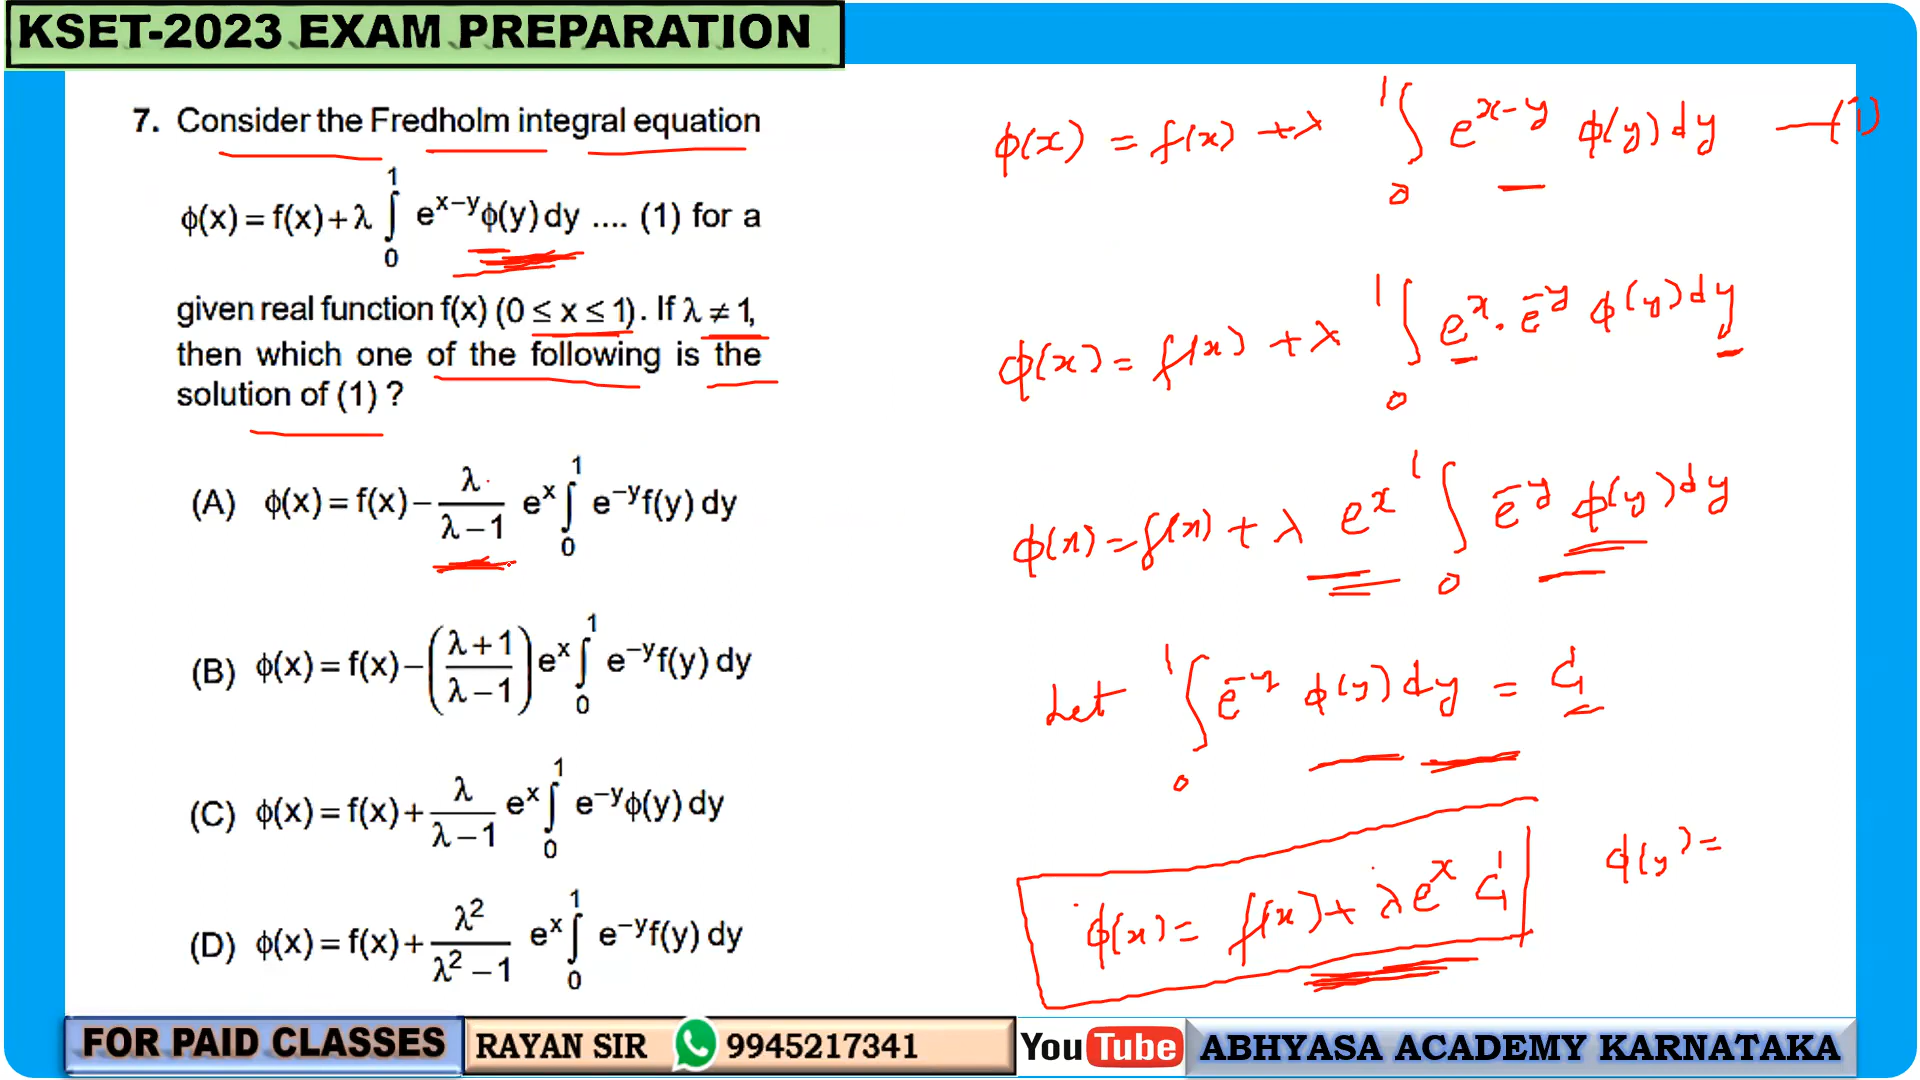 KSET-2023 EXAM PREPARATION
7. Consider the Fredholm integral equation
ϕ(x) = f(x) + λ ∫₀¹ e^{x−y} ϕ(y) dy .... (1) for a
given real function f(x) (0 ≤ x ≤ 1). If λ ≠ 1,
then which one of the following is the
solution of (1) ?
(A) ϕ(x) = f(x) − λ/(λ−1) e^x ∫₀¹ e^{−y} f(y) dy
(B) ϕ(x) = f(x) − ((λ+1)/(λ−1)) e^x ∫₀¹ e^{−y} f(y) dy
(C) ϕ(x) = f(x) + λ/(λ−1) e^x ∫₀¹ e^{−y} ϕ(y) dy
(D) ϕ(x) = f(x) + λ²/(λ²−1) e^x ∫₀¹ e^{−y} f(y) dy
ϕ(x) = f(x) + λ ∫₀¹ e^{x−y} ϕ(y) dy —(1)
ϕ(x) = f(x) + λ ∫₀¹ e^x · e^{−y} ϕ(y) dy
ϕ(x) = f(x) + λ e^x ∫₀¹ e^{−y} ϕ(y) dy
Let ∫₀¹ e^{−y} ϕ(y) dy = C₁
ϕ(x) = f(x) + λ e^x C₁
ϕ(y) =
FOR PAID CLASSES RAYAN SIR 9945217341 YouTube ABHYASA ACADEMY KARNATAKA